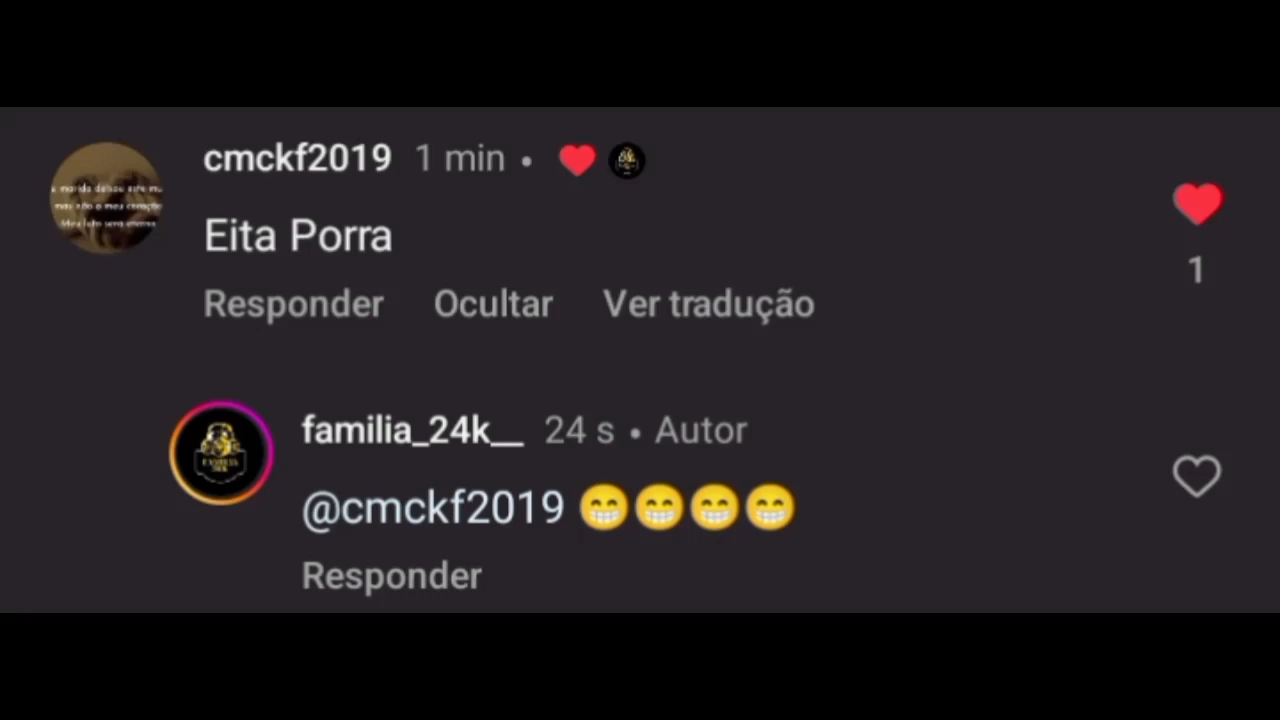 cmckf2019 1 min • ❤️
Eita Porra
1
Responder Ocultar Ver tradução
familia_24k__ 24 s • Autor
@cmckf2019 😁😁😁😁
Responder